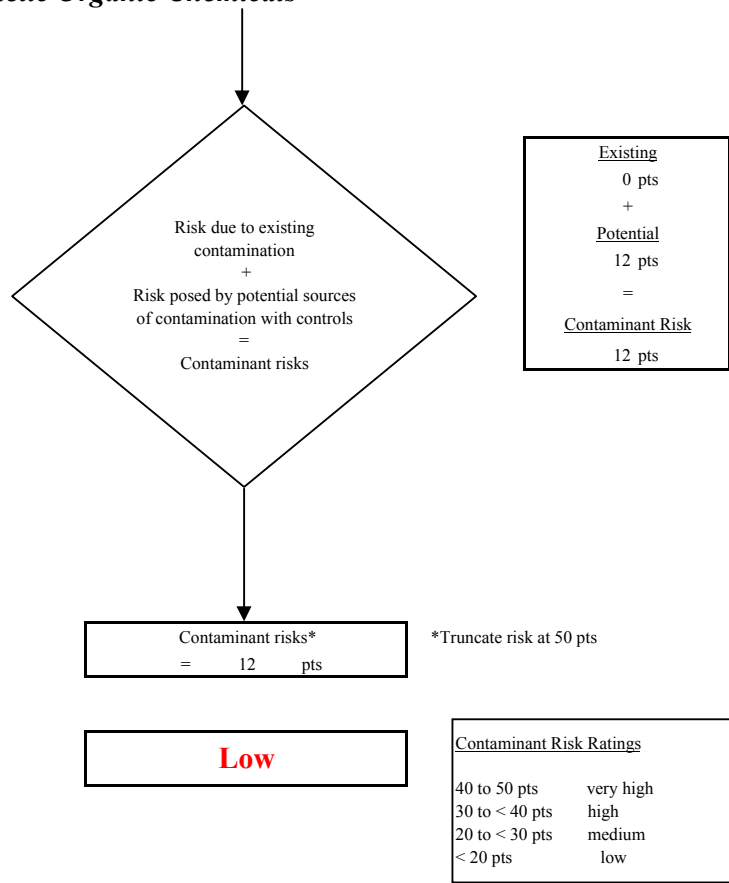 Organic Chemicals
Risk due to existing
contamination
+
Risk posed by potential sources
of contamination with controls
=
Contaminant risks
Existing
0 pts
+
Potential
12 pts
=
Contaminant Risk
12 pts
Contaminant risks*
= 12 pts
*Truncate risk at 50 pts
Low
Contaminant Risk Ratings
40 to 50 pts very high
30 to < 40 pts high
20 to < 30 pts medium
< 20 pts low